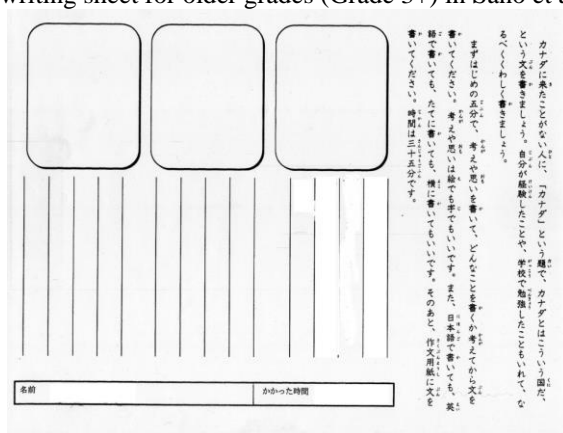 writing sheet for older grades (Grade 3+) in Sano et
カナダに来たことがない人に、「カナダ」という題で、カナダとはこういう国だ、
という文を書きましょう。自分が経験したことや、学校で勉強したこともいれて、な
るべくくわしく書きましょう。
まずはじめの五分で、考えや思いを書いて、どんなことを書くか考えてから文を
書いてください。考えや思いは絵でも字でもいいです。また、日本語で書いても、英
語で書いても、たてに書いても、横に書いてもいいです。そのあと、作文用紙に文を
書いてください。時間は三十五分です。
名前
かかった時間